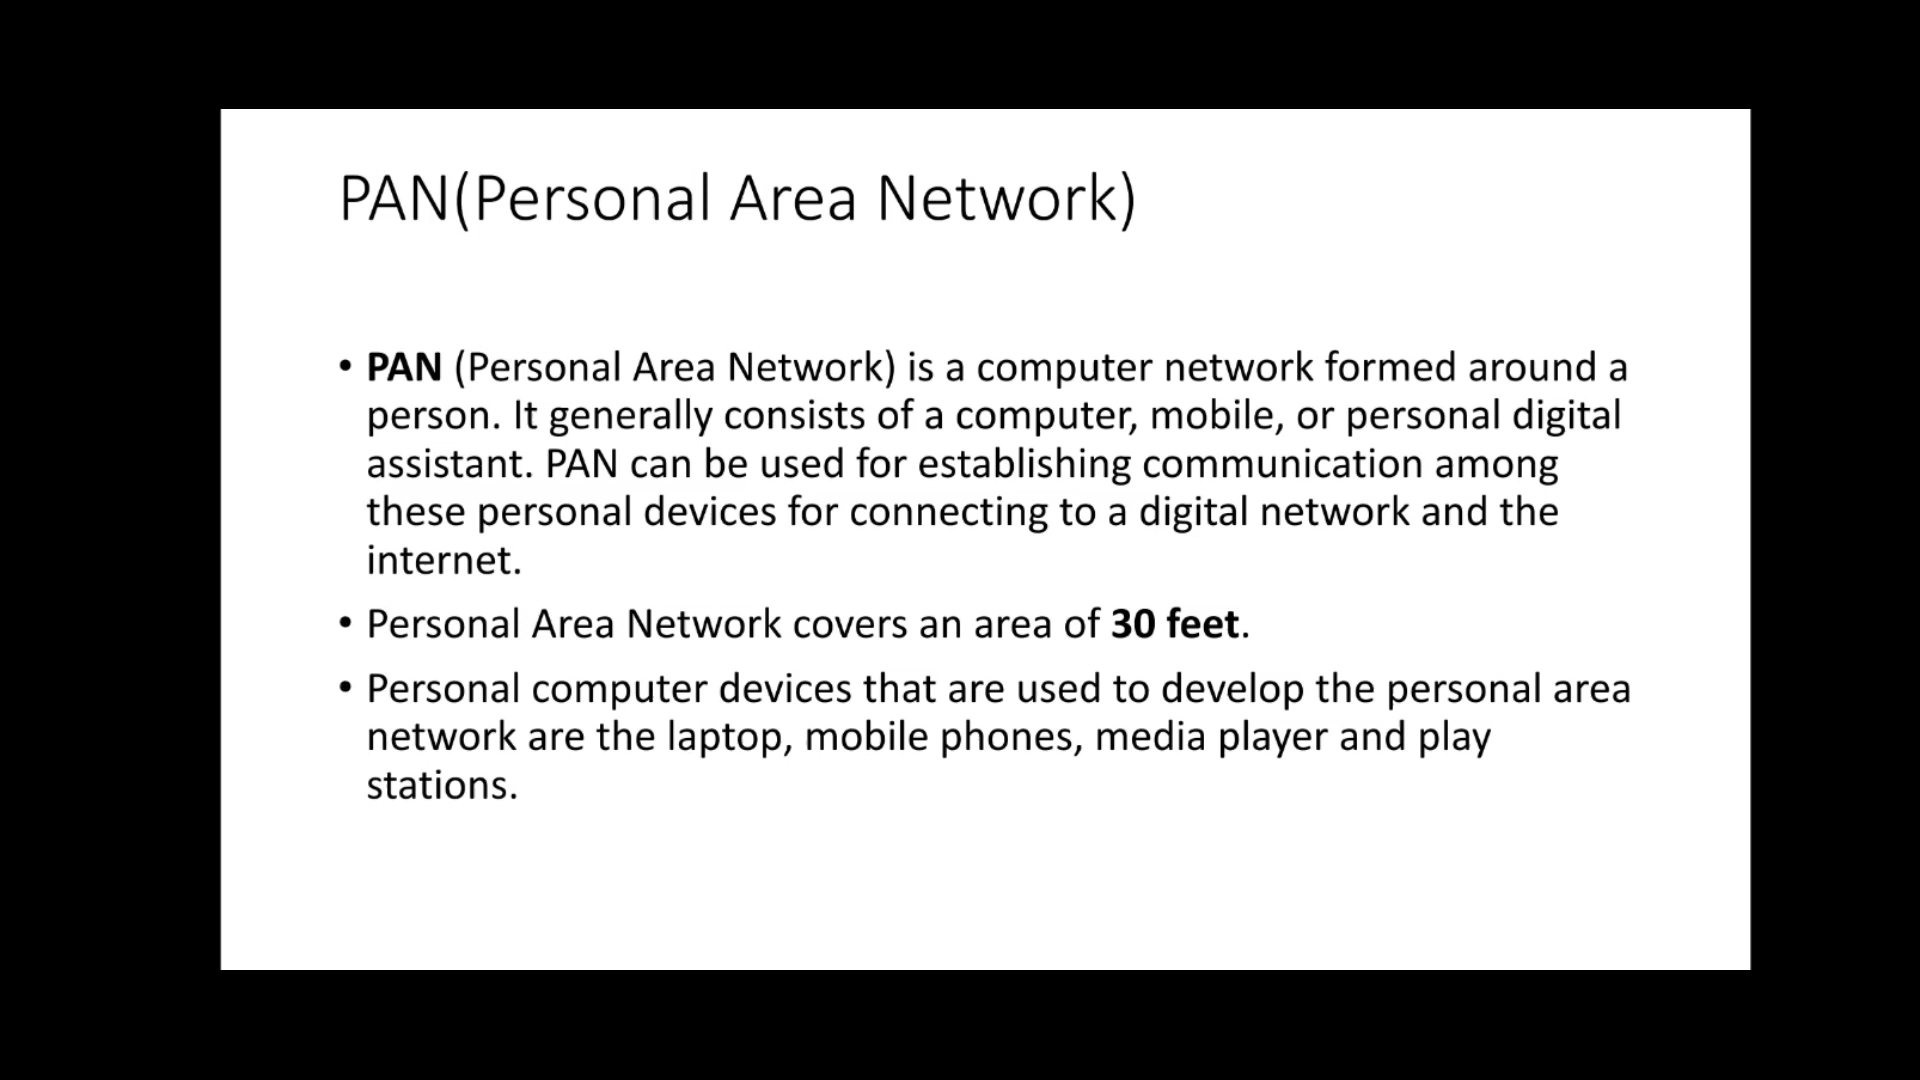 PAN(Personal Area Network)
• PAN (Personal Area Network) is a computer network formed around a
person. It generally consists of a computer, mobile, or personal digital
assistant. PAN can be used for establishing communication among
these personal devices for connecting to a digital network and the
internet.
• Personal Area Network covers an area of 30 feet.
• Personal computer devices that are used to develop the personal area
network are the laptop, mobile phones, media player and play
stations.